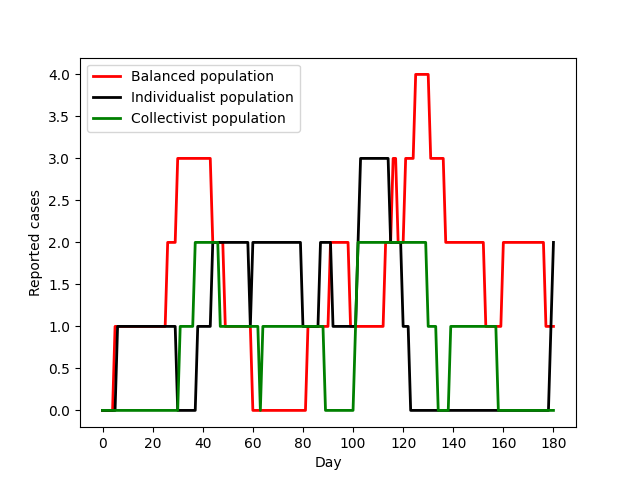 Balanced population
Individualist population
Collectivist population
4.0
3.5
3.0
2.5
2.0
1.5
1.0
0.5
0.0
Reported cases
0 20 40 60 80 100 120 140 160 180
Day